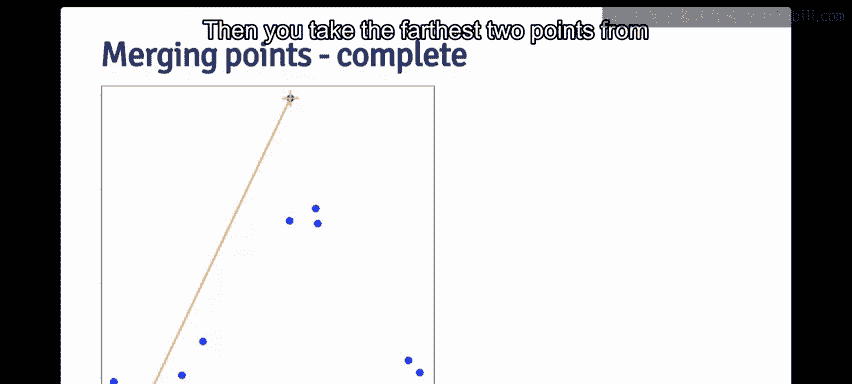 Then you take the farthest two points from
Merging points - complete